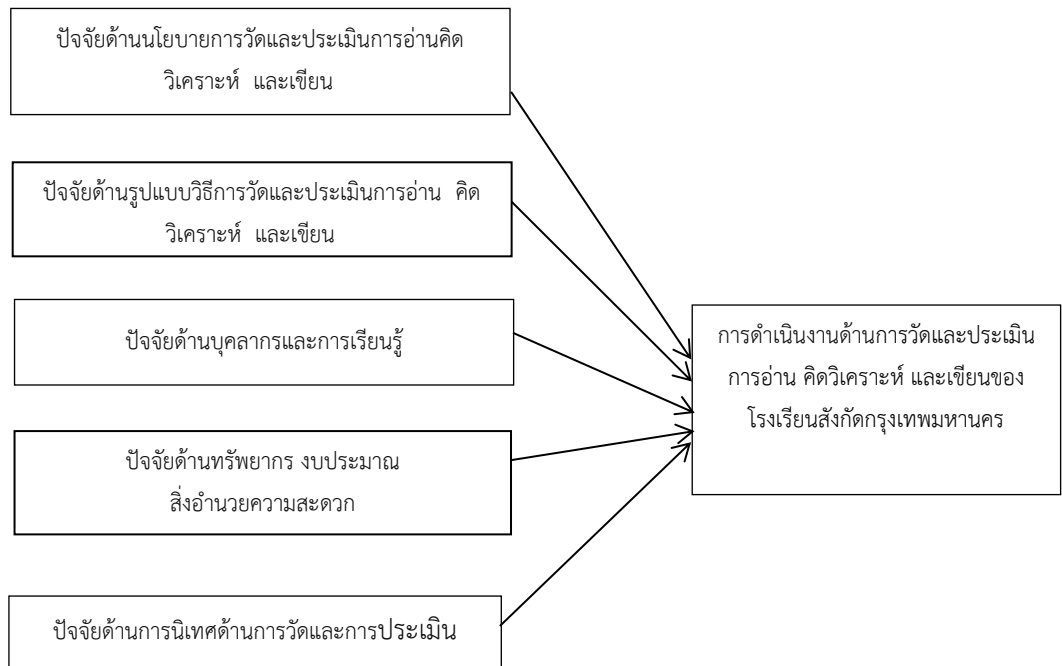 ปัจจัยด้านนโยบายการวัดและประเมินการอ่านคิด
วิเคราะห์ และเขียน
ปัจจัยด้านรูปแบบวิธีการวัดและประเมินการอ่าน คิด
วิเคราะห์ และเขียน
ปัจจัยด้านบุคลากรและการเรียนรู้
ปัจจัยด้านทรัพยากร งบประมาณ
สิ่งอำนวยความสะดวก
ปัจจัยด้านการนิเทศด้านการวัดและการประเมิน
การดำเนินงานด้านการวัดและประเมิน
การอ่าน คิดวิเคราะห์ และเขียนของ
โรงเรียนสังกัดกรุงเทพมหานคร